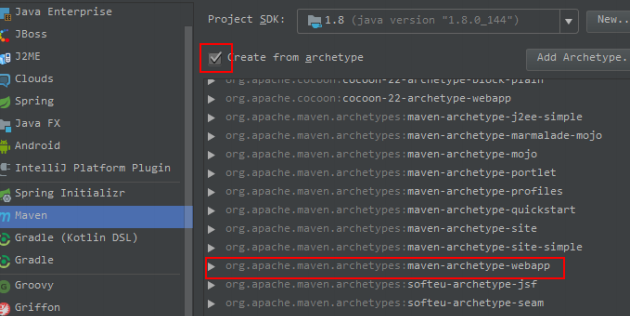 Java Enterprise
JBoss
J2ME
Clouds
Spring
Java FX
Android
IntelliJ Platform Plugin
Spring Initializr
Maven
Gradle (Kotlin DSL)
Gradle
Groovy
Griffon
Project SDK: 1.8 (java version "1.8.0_144") New...
Create from archetype Add Archetype.
org.apache.cocoon:cocoon-22-archetype-block-plain
org.apache.cocoon:cocoon-22-archetype-webapp
org.apache.maven.archetypes:maven-archetype-j2ee-simple
org.apache.maven.archetypes:maven-archetype-marmalade-mojo
org.apache.maven.archetypes:maven-archetype-mojo
org.apache.maven.archetypes:maven-archetype-portlet
org.apache.maven.archetypes:maven-archetype-profiles
org.apache.maven.archetypes:maven-archetype-quickstart
org.apache.maven.archetypes:maven-archetype-site
org.apache.maven.archetypes:maven-archetype-site-simple
org.apache.maven.archetypes:maven-archetype-webapp
org.apache.maven.archetypes:softeu-archetype-jsf
org.apache.maven.archetypes:softeu-archetype-seam